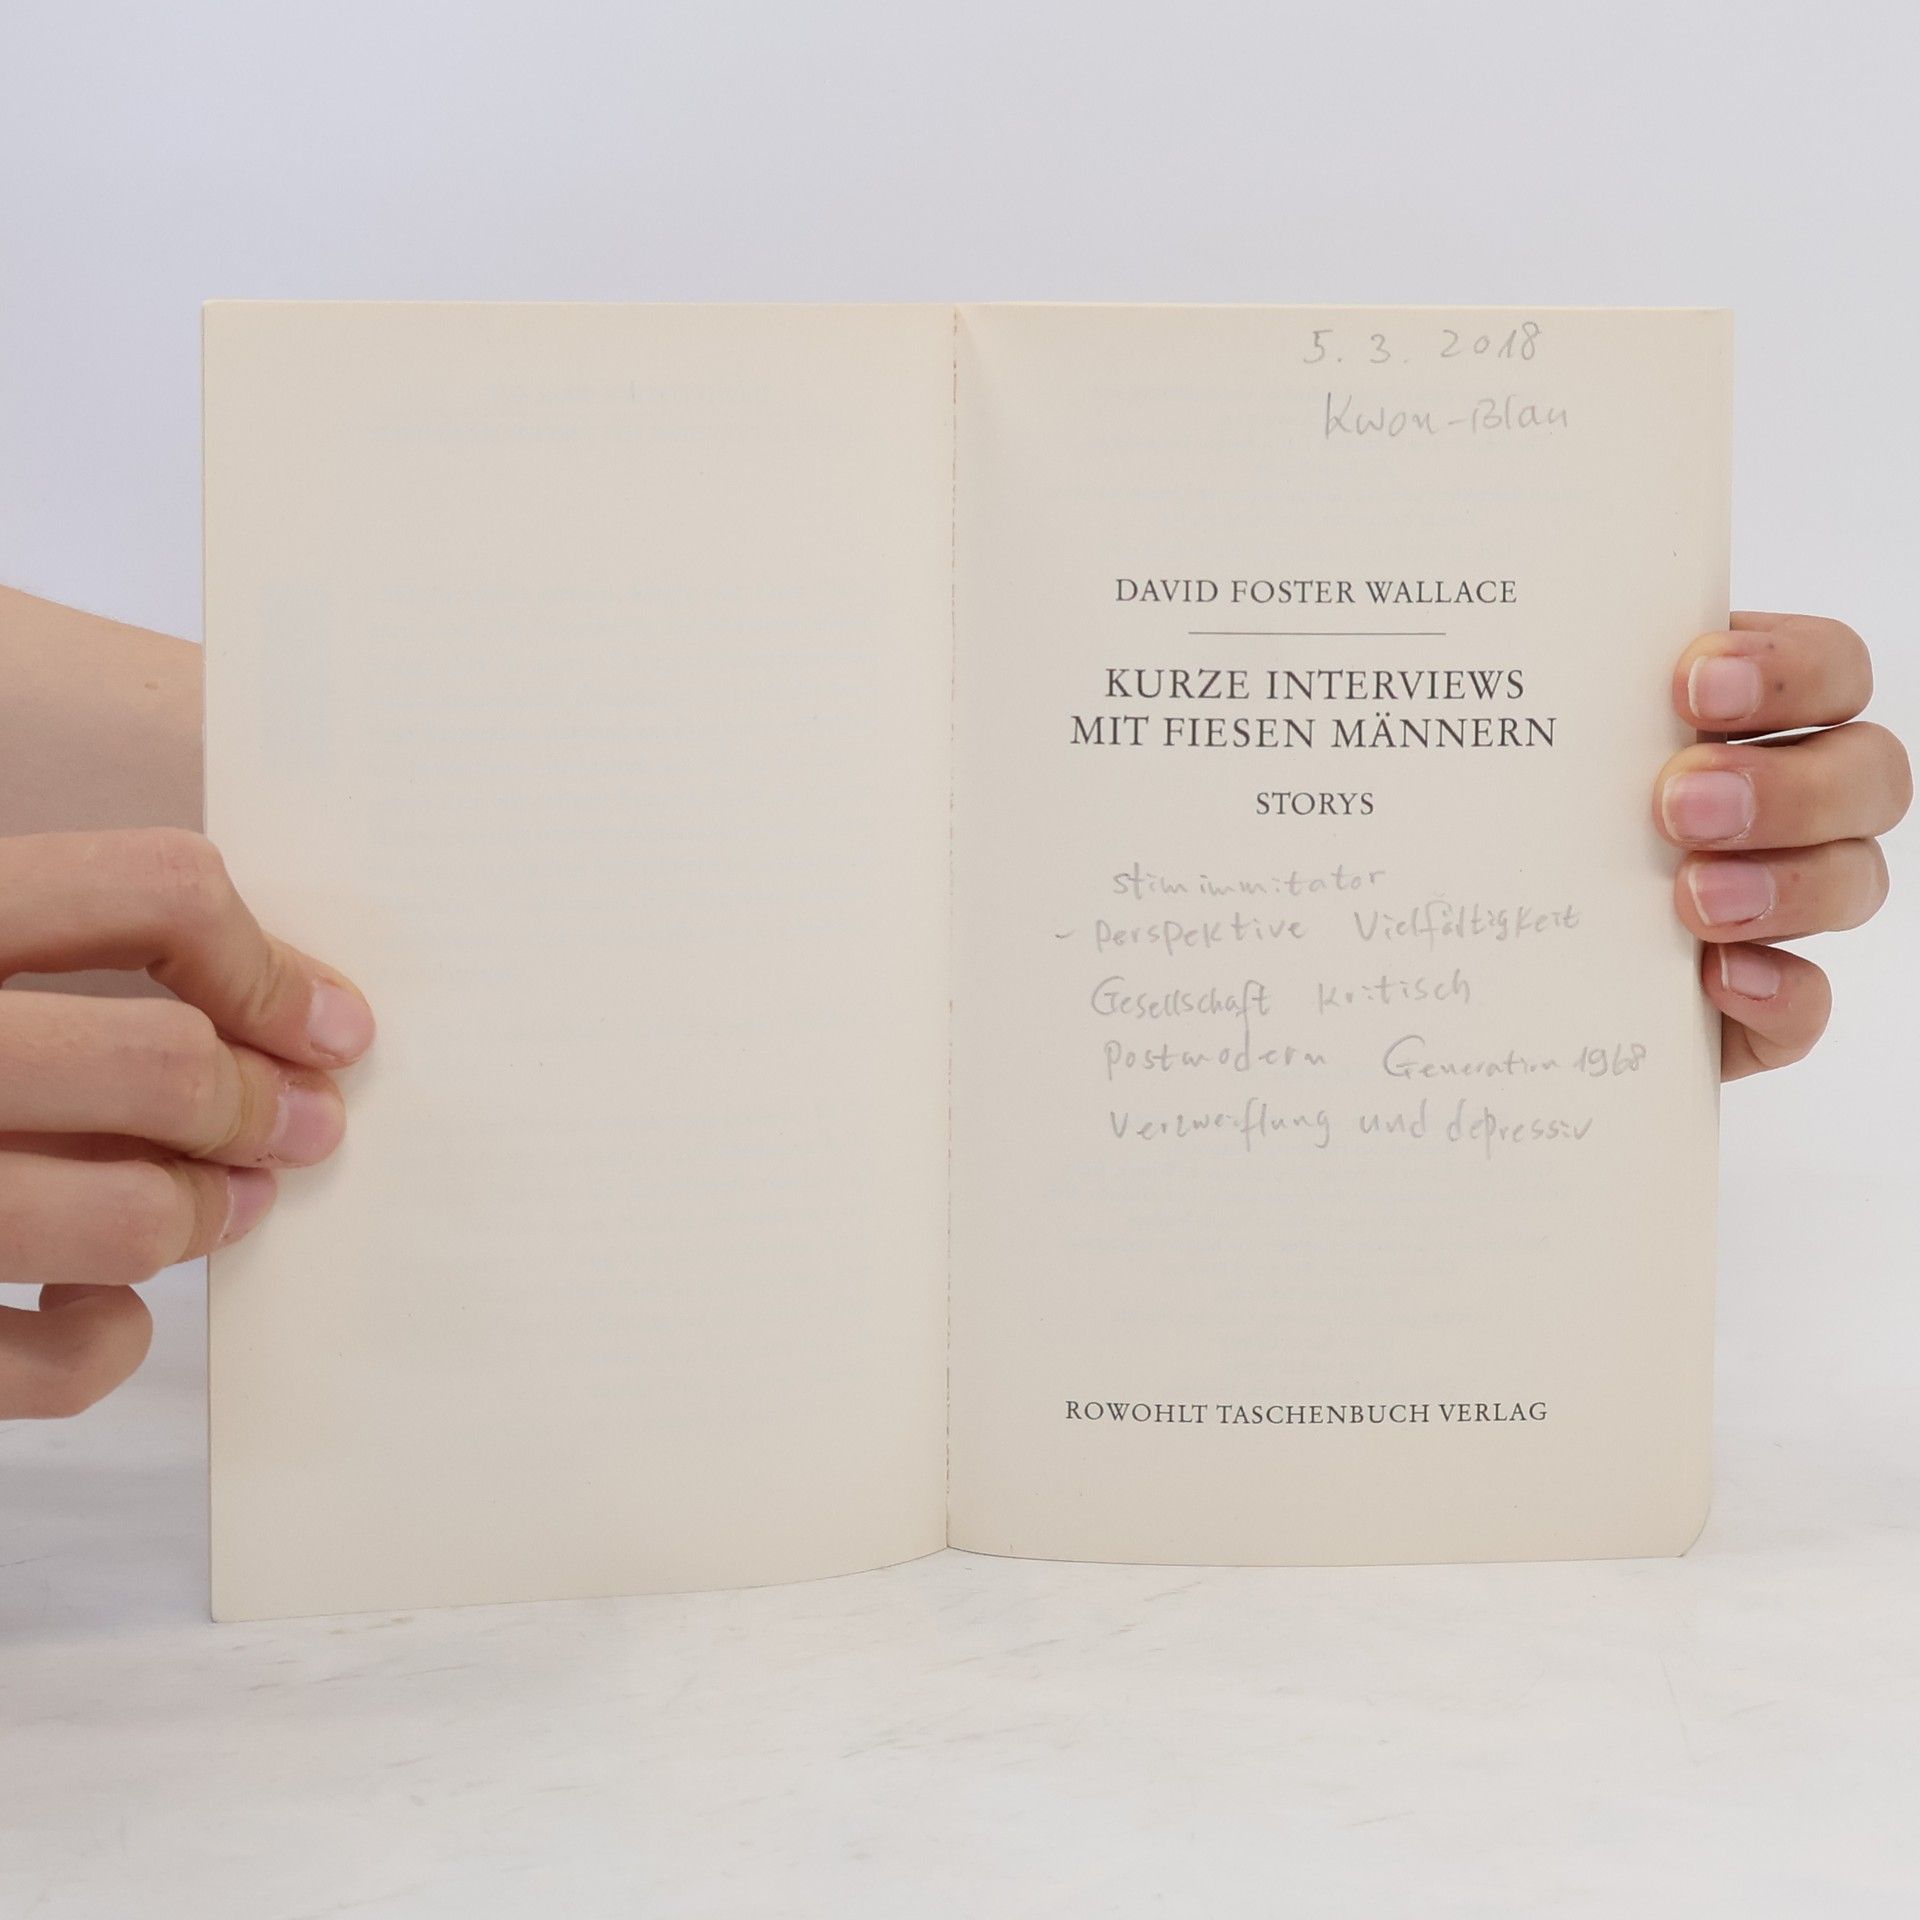 5. 3. 2018
Kwon-Blau
DAVID FOSTER WALLACE
KURZE INTERVIEWS
MIT FIESEN MÄNNERN
STORYS
stimimmitator
- perspektive Vielfältigkeit
Gesellschaft kritisch
postmodern Generation 1968
Verzweiflung und depressiv
ROWOHLT TASCHENBUCH VERLAG